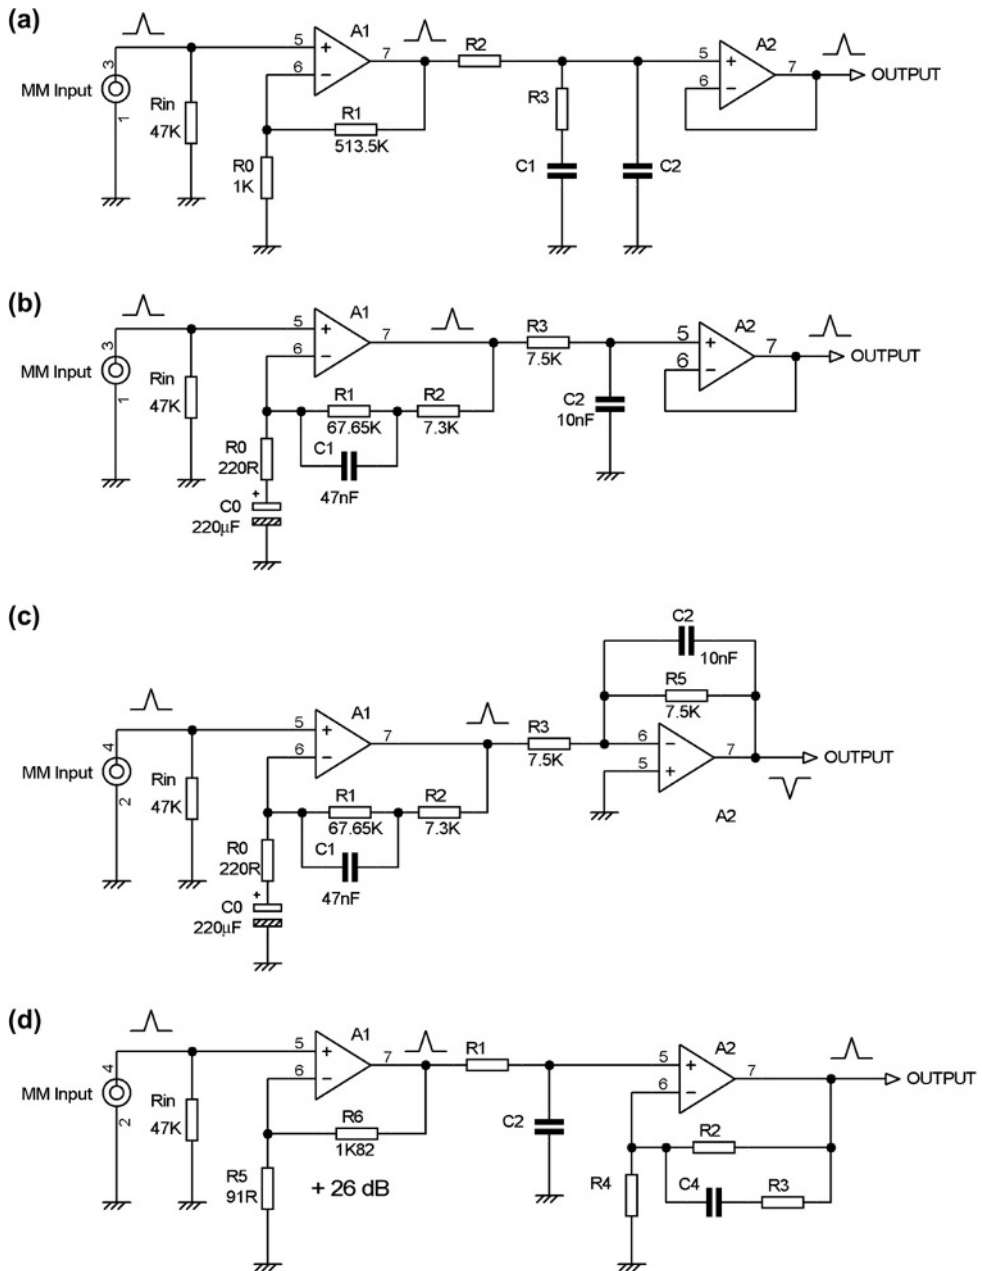 (a)
A1
A2
R2
3
5
+
7
5
+
7
OUTPUT
MM Input
6
−
6
−
1
Rin
47K
R1
513.5K
R3
R0
1K
C1
C2
(b)
A1
A2
R3
7.5K
3
5
+
7
5
+
7
OUTPUT
MM Input
6
−
6
−
1
Rin
47K
R1
67.65K
R2
7.3K
C2
10nF
R0
220R
C1
47nF
+
C0
220µF
(c)
C2
10nF
R5
7.5K
A1
R3
7.5K
4
5
+
7
6
−
7
OUTPUT
MM Input
6
−
5
+
2
Rin
47K
R1
67.65K
R2
7.3K
A2
R0
220R
C1
47nF
+
C0
220µF
(d)
A1
R1
A2
4
5
+
7
5
+
7
OUTPUT
MM Input
6
−
6
−
2
Rin
47K
R6
1K82
C2
R2
R5
91R
+ 26 dB
R4
C4
R3